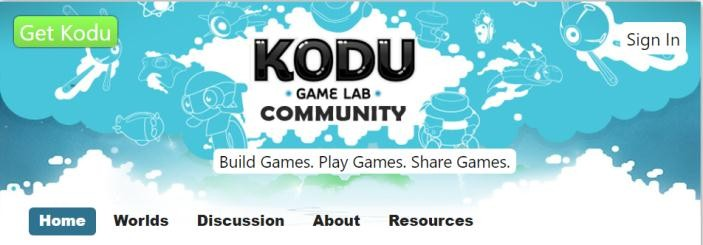 Get Kodu
Sign In
KODU
GAME LAB
COMMUNITY
Build Games. Play Games. Share Games.
Home Worlds Discussion About Resources